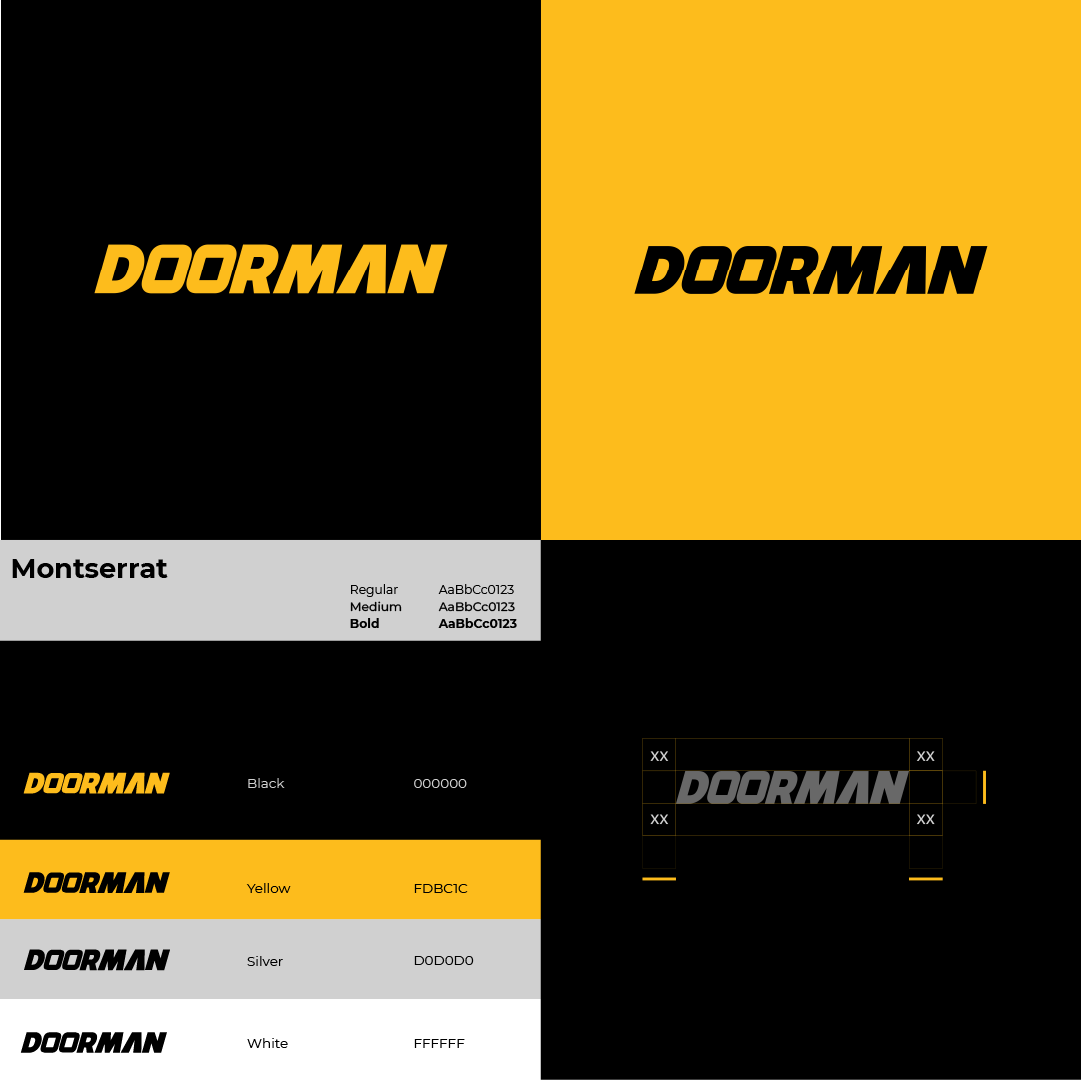 DOORMAN
DOORMAN
Montserrat
Regular AaBbCc0123
Medium AaBbCc0123
Bold AaBbCc0123
DOORMAN Black 000000
DOORMAN Yellow FDBC1C
DOORMAN Silver D0D0D0
DOORMAN White FFFFFF
XX XX
DOORMAN
XX XX